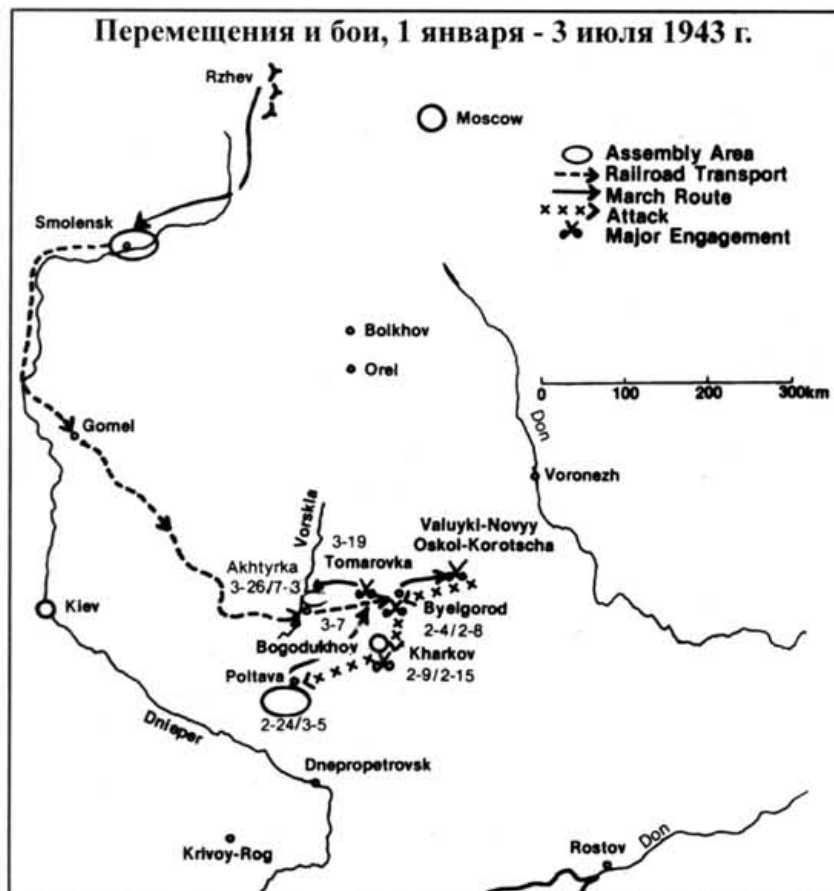 Перемещения и бои, 1 января - 3 июля 1943 г.
Rzhev
Moscow
Assembly Area
Railroad Transport
March Route
Attack
Major Engagement
Smolensk
Bolkhov
Orel
0 100 200 300km
Don
Gomel
Voronezh
Vorskla
Valuyki-Novyy
Oskol-Korotscha
3-19
Tomarovka
Akhtyrka
3-26/7-3
Kiev
Byelgorod
3-7
2-4/2-8
Bogodukhov
Kharkov
2-9/2-15
Poltava
2-24/3-5
Dnieper
Dnepropetrovsk
Krivoy-Rog
Rostov
Don